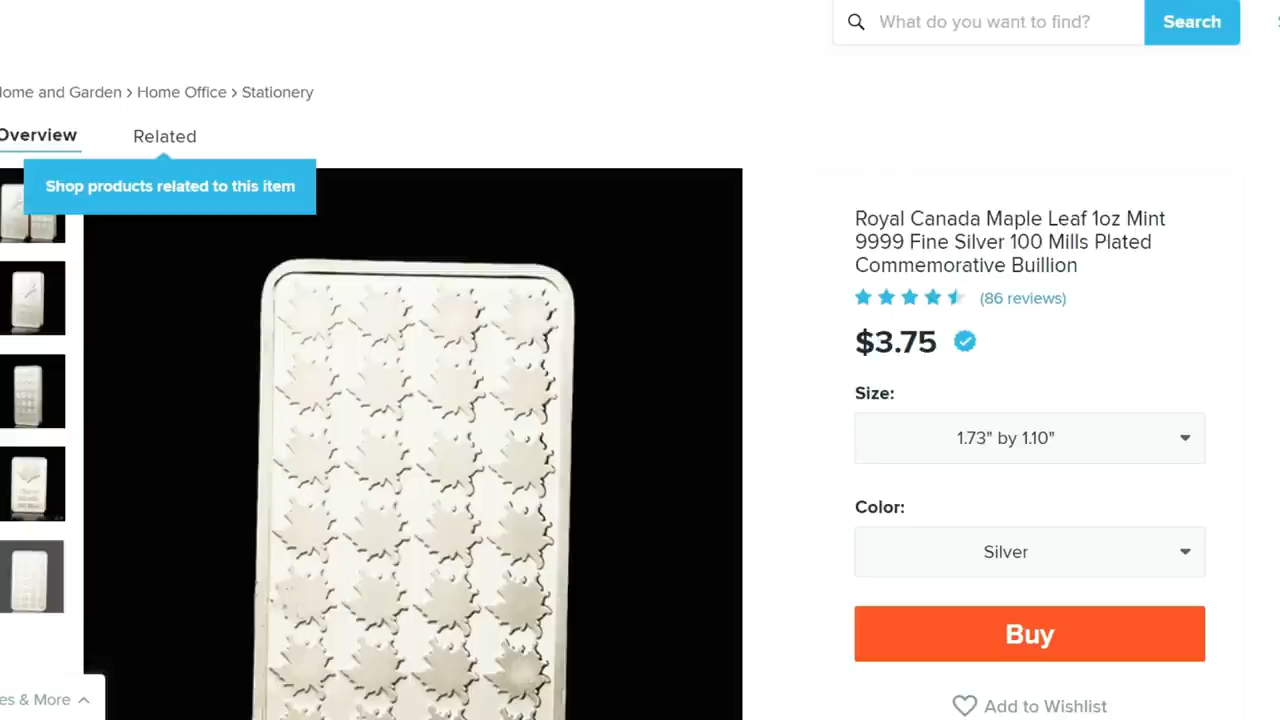 What do you want to find?
Search
ome and Garden > Home Office > Stationery
Overview
Related
Shop products related to this item
Royal Canada Maple Leaf 1oz Mint
9999 Fine Silver 100 Mills Plated
Commemorative Buillion
(86 reviews)
$3.75
Size:
1.73" by 1.10"
Color:
Silver
Buy
es & More
Add to Wishlist